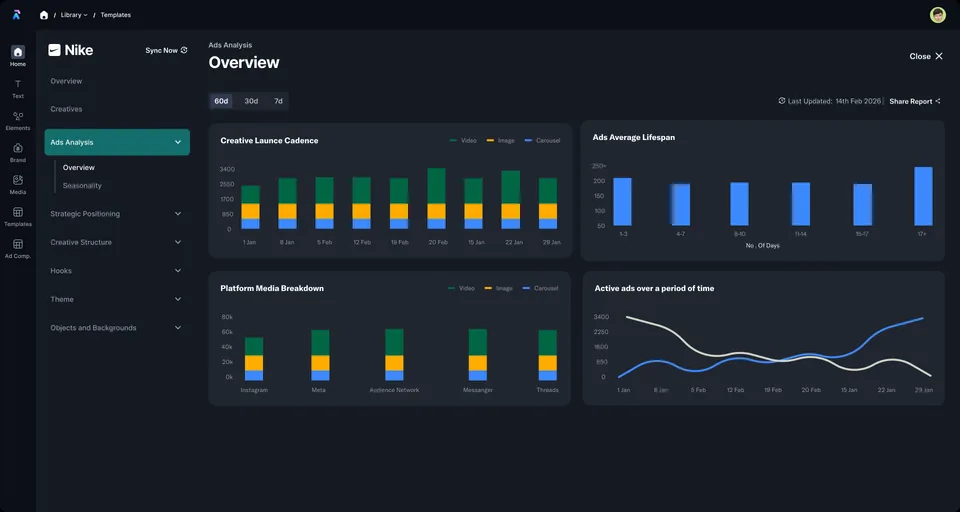 / Library / Templates
Home
Text
Elements
Brand
Media
Templates
Ad Comp.
Nike
Sync Now
Overview
Creatives
Ads Analysis
Overview
Seasonality
Strategic Positioning
Creative Structure
Hooks
Theme
Objects and Backgrounds
Ads Analysis
Overview
Close
60d 30d 7d
Last Updated: 14th Feb 2026 | Share Report
Creative Launce Cadence
Video Image Carousel
3400
2550
1700
850
0
1 Jan 8 Jan 5 Feb 12 Feb 19 Feb 20 Feb 15 Jan 22 Jan 29 Jan
Ads Average Lifespan
250+
200
150
100
50
1-3 4-7 8-10 11-14 15-17 17+
No . Of Days
Platform Media Breakdown
Video Image Carousel
80k
60k
40k
20k
0k
Instagram Meta Audience Network Messanger Threads
Active ads over a period of time
3400
2250
1600
850
0
1 Jan 8 Jan 5 Feb 12 Feb 19 Feb 20 Feb 15 Jan 22 Jan 29 Jan